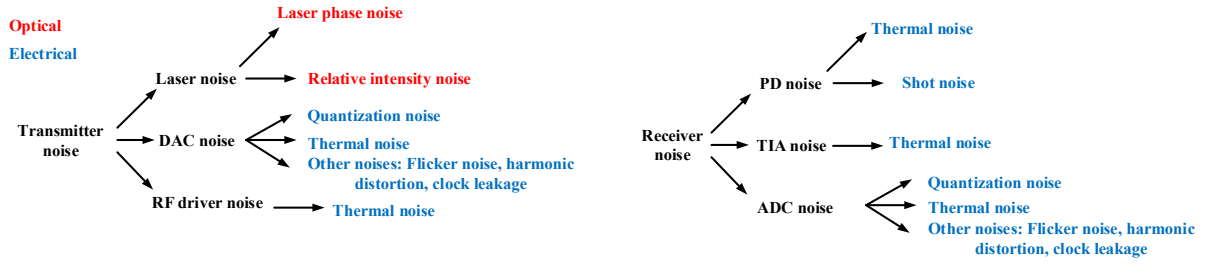 Optical
Electrical
Transmitter
noise
Laser noise
Laser phase noise
Relative intensity noise
DAC noise
Quantization noise
Thermal noise
Other noises: Flicker noise, harmonic
distortion, clock leakage
RF driver noise
Thermal noise
Receiver
noise
PD noise
Thermal noise
Shot noise
TIA noise
Thermal noise
ADC noise
Quantization noise
Thermal noise
Other noises: Flicker noise, harmonic
distortion, clock leakage